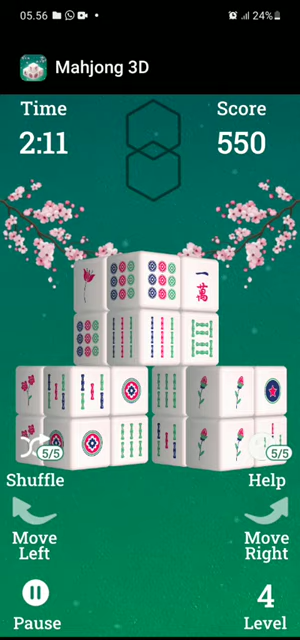 05.56 24%
Mahjong 3D
Time Score
2:11 550
一
萬
5/5 5/5
Shuffle Help
Move Left Move Right
4
Pause Level